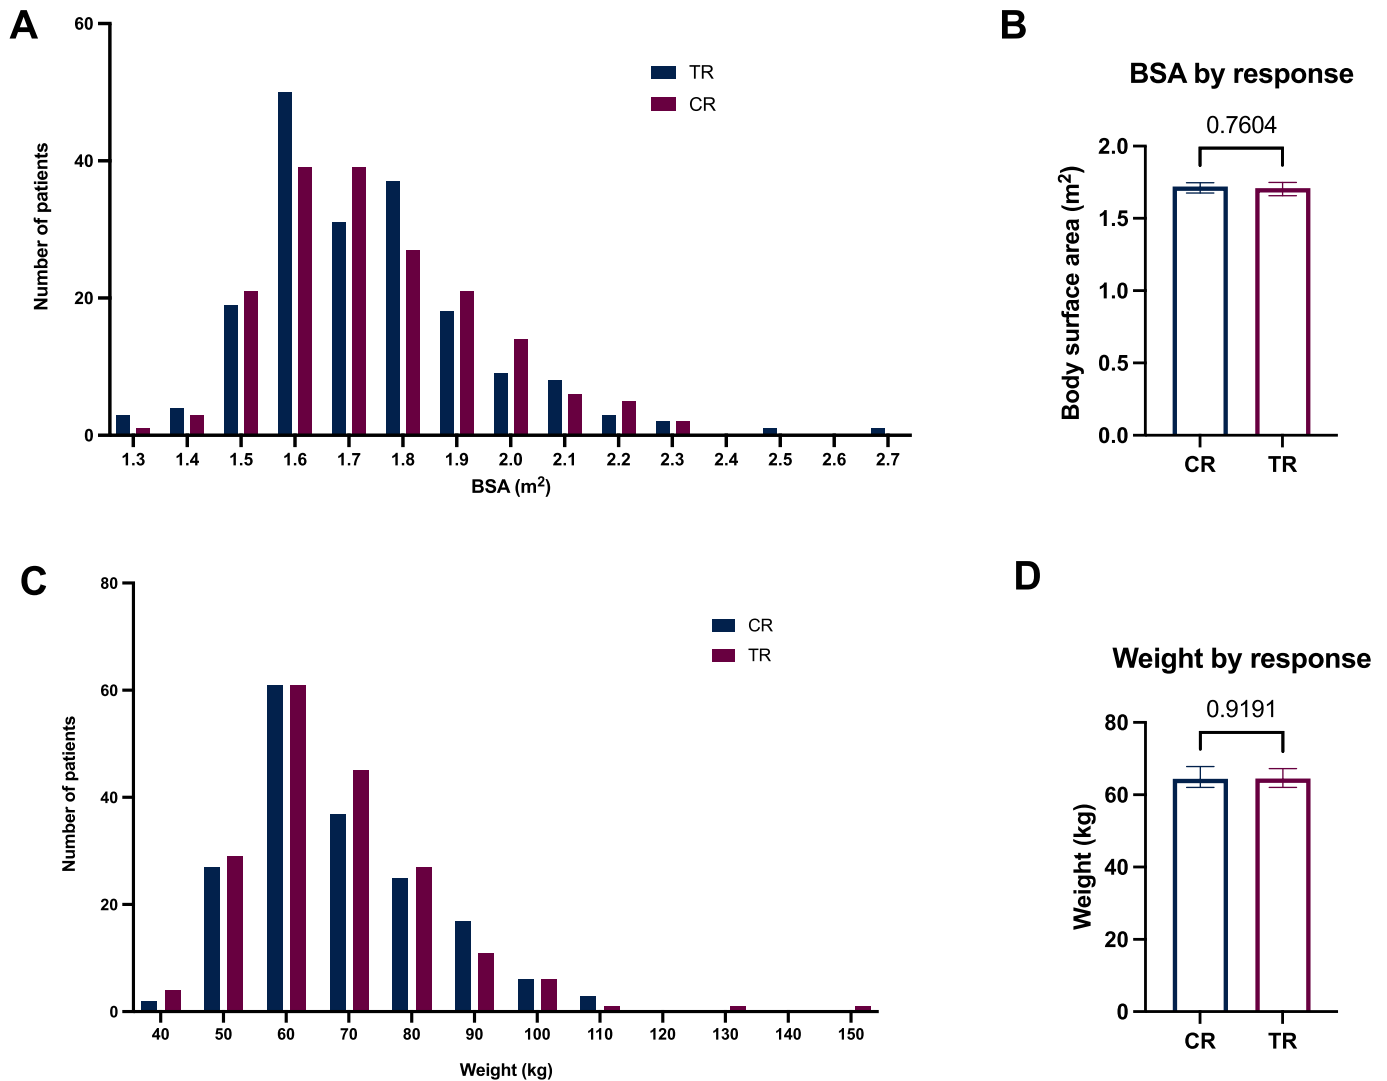 A
60
40
20
0
Number of patients
TR
CR
1.3 1.4 1.5 1.6 1.7 1.8 1.9 2.0 2.1 2.2 2.3 2.4 2.5 2.6 2.7
BSA (m²)
B
BSA by response
0.7604
2.0
1.5
1.0
0.5
0.0
Body surface area (m²)
CR TR
C
80
60
40
20
0
Number of patients
CR
TR
40 50 60 70 80 90 100 110 120 130 140 150
Weight (kg)
D
Weight by response
0.9191
80
60
40
20
0
Weight (kg)
CR TR